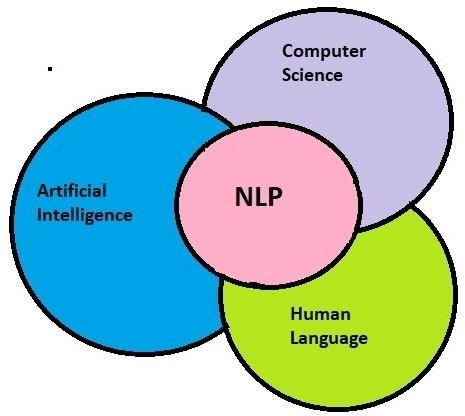 Computer
Science
Artificial
Intelligence
NLP
Human
Language